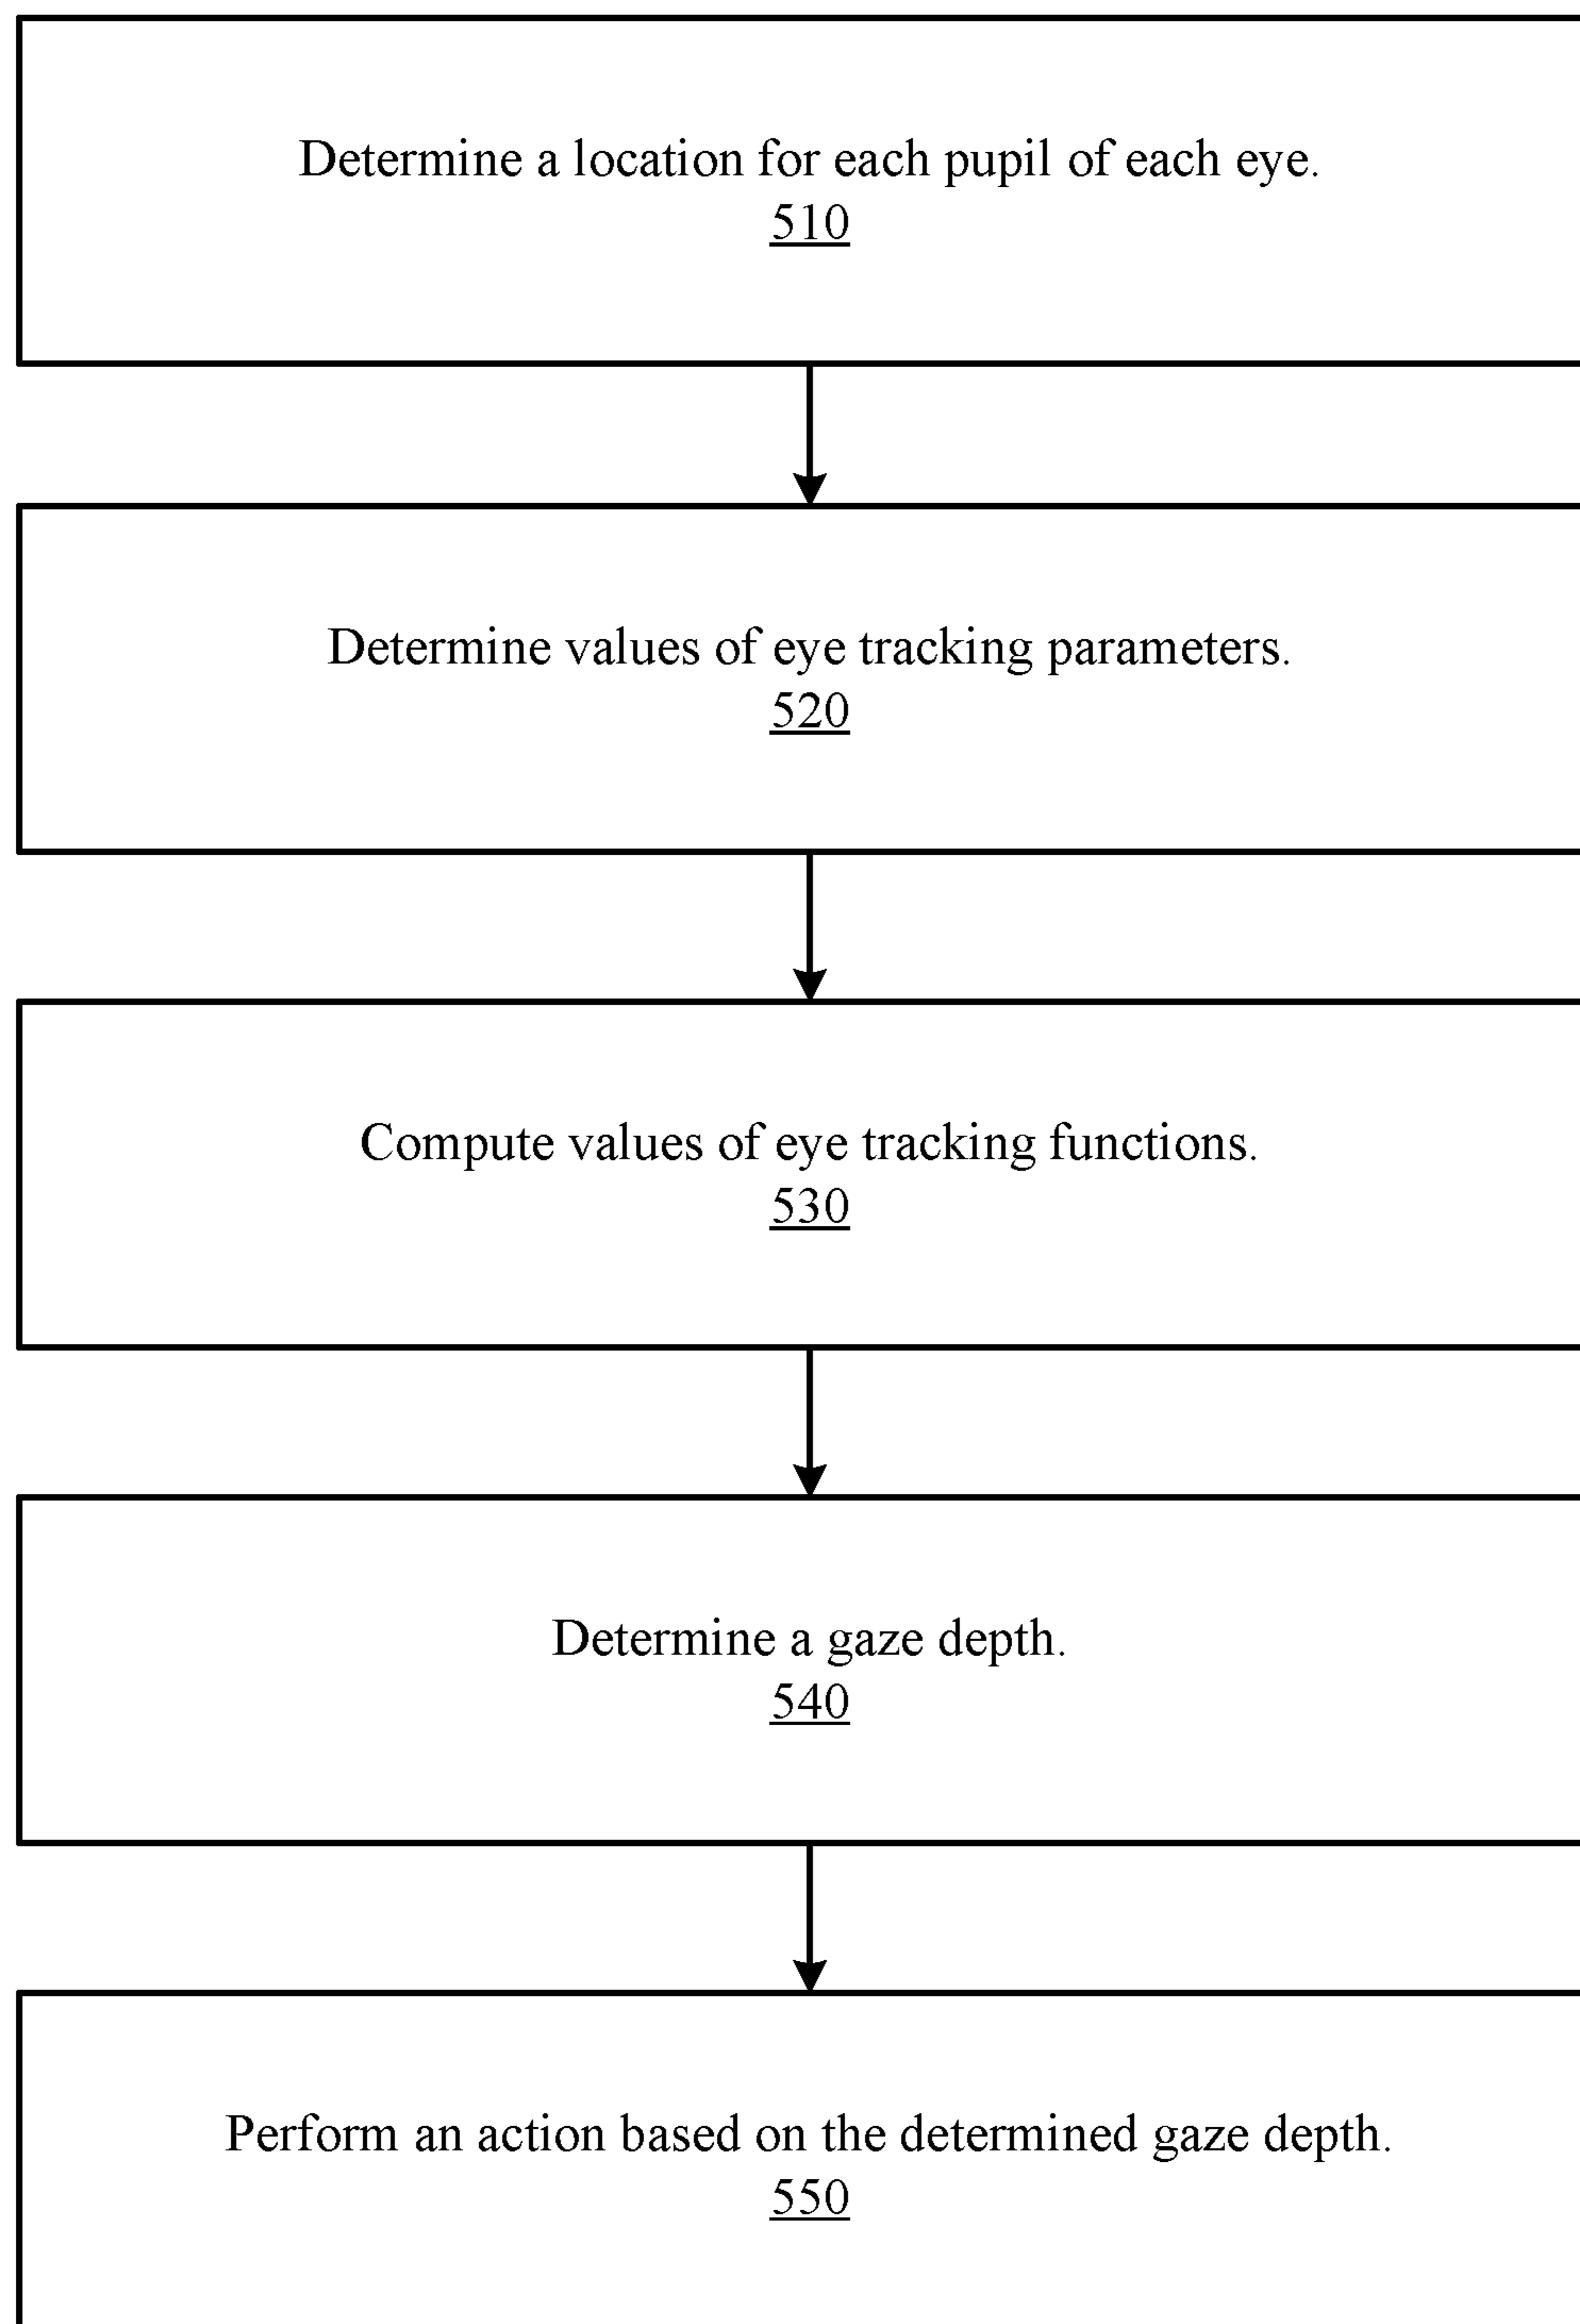 Determine a location for each pupil of each eye.
510
Determine values of eye tracking parameters.
520
Compute values of eye tracking functions.
530
Determine a gaze depth.
540
Perform an action based on the determined gaze depth.
550